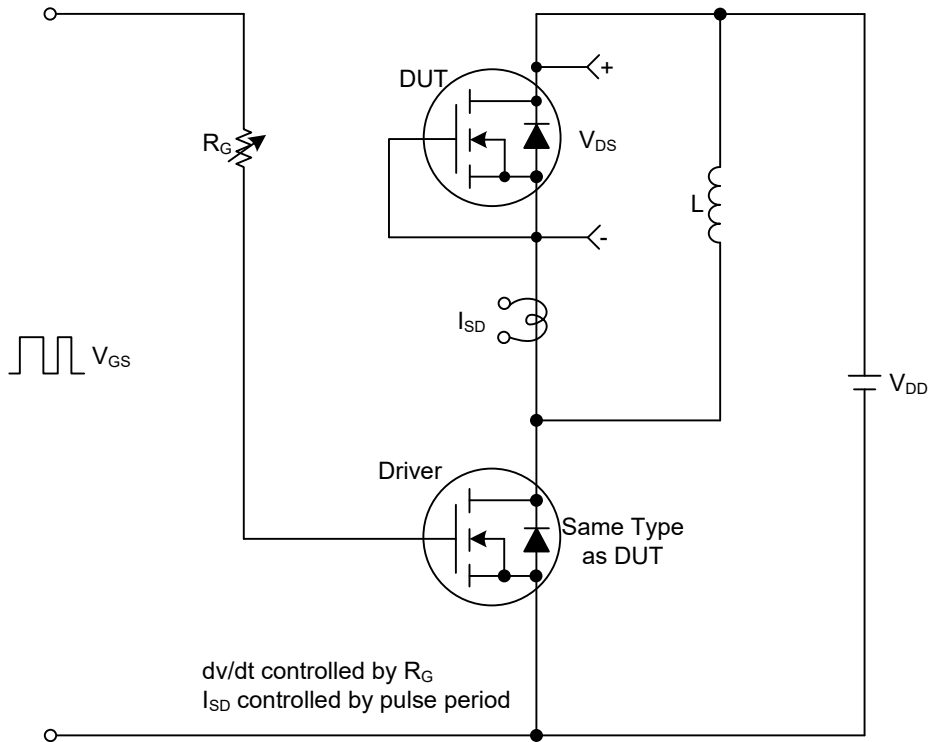 DUT
+
R_G
V_DS
L
-
I_SD
V_GS
V_DD
Driver
Same Type
as DUT
dv/dt controlled by R_G
I_SD controlled by pulse period